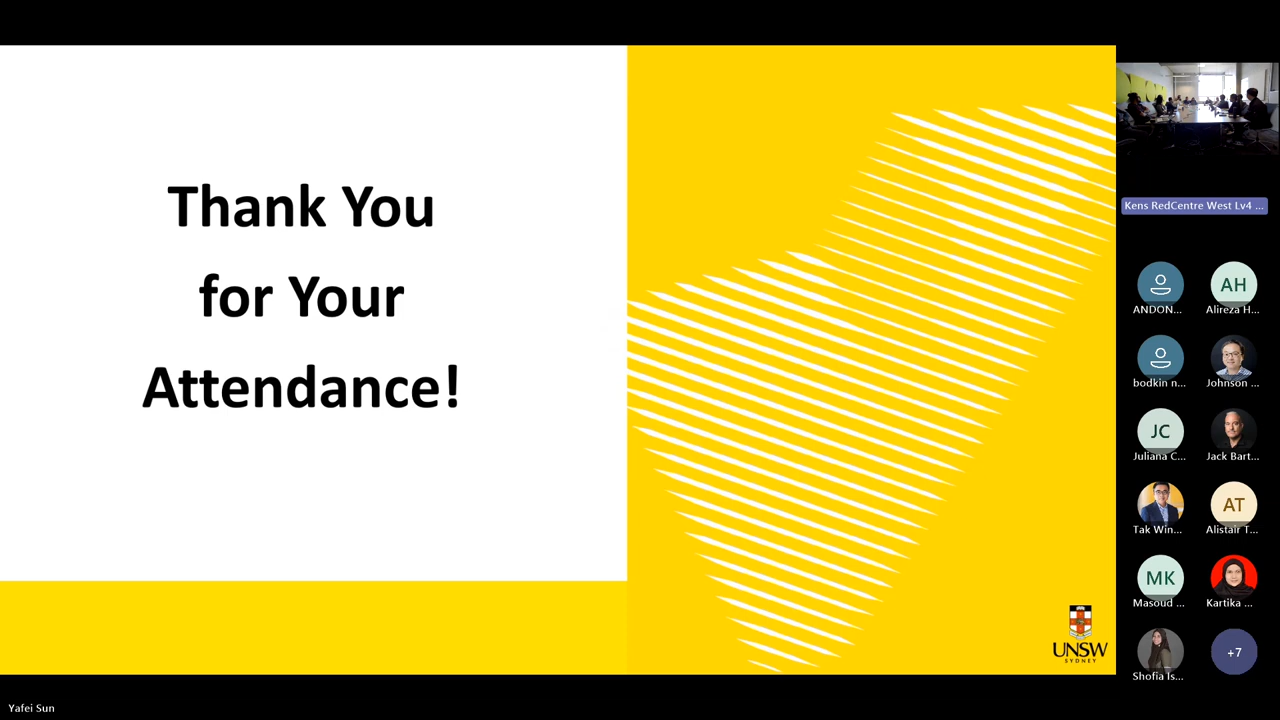 Thank You
for Your
Attendance!
UNSW
SYDNEY
Kens RedCentre West Lv4 ...
ANDON...
AH
Alireza H...
bodkin n...
Johnson ...
JC
Juliana C...
Jack Bart...
Tak Win...
AT
Alistair T...
MK
Masoud ...
Kartika ...
Shofia Is...
+7
Yafei Sun